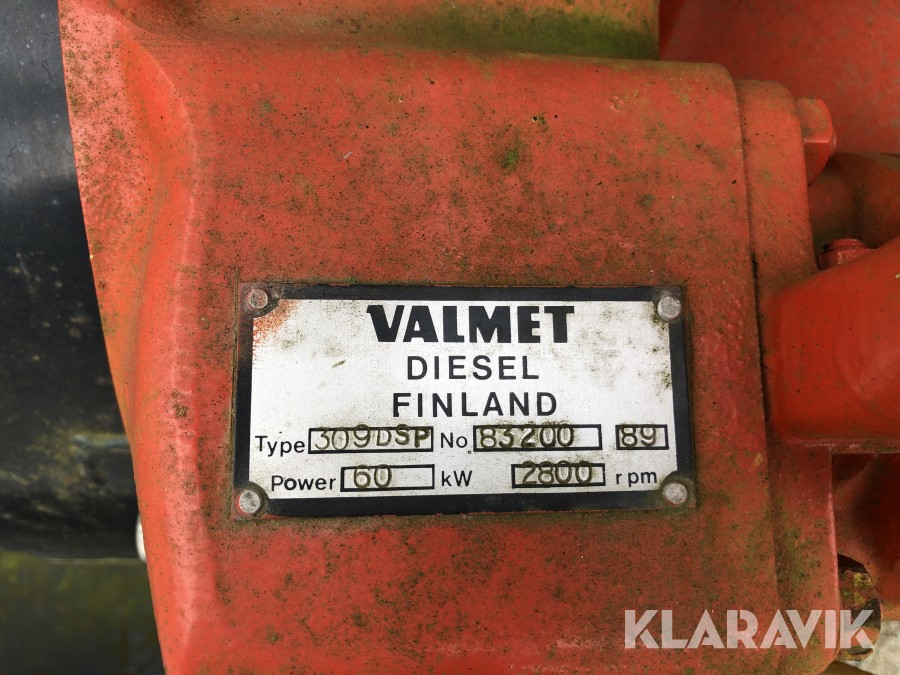 VALMET
DIESEL
FINLAND
Type 309DSP No. 83200 89
Power 60 kW 2800 rpm
KLARAVIK